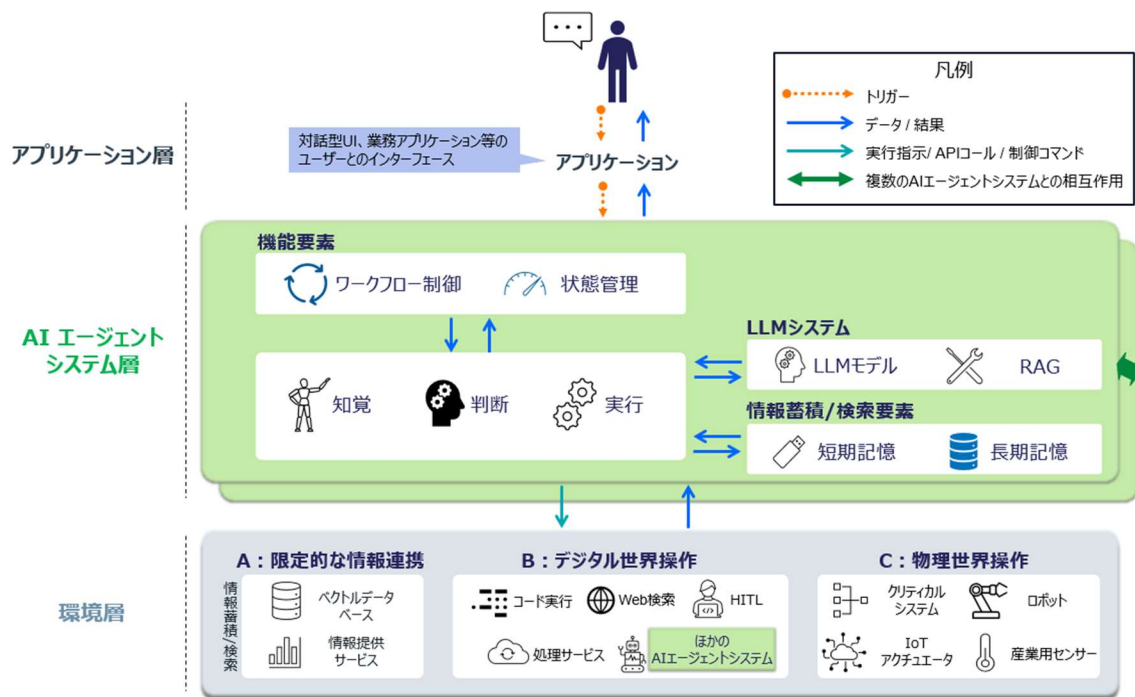 凡例
トリガー
データ / 結果
実行指示/ APIコール / 制御コマンド
複数のAIエージェントシステムとの相互作用
アプリケーション層
対話型UI、業務アプリケーション等の
ユーザーとのインターフェース
アプリケーション
AI エージェント
システム層
機能要素
ワークフロー制御
状態管理
知覚
判断
実行
LLMシステム
LLMモデル
RAG
情報蓄積/検索要素
短期記憶
長期記憶
環境層
情報蓄積/検索
A：限定的な情報連携
ベクトルデータ
ベース
情報提供
サービス
B：デジタル世界操作
コード実行
Web検索
HITL
処理サービス
ほかの
AIエージェントシステム
C：物理世界操作
クリティカル
システム
ロボット
IoT
アクチュエータ
産業用センサー